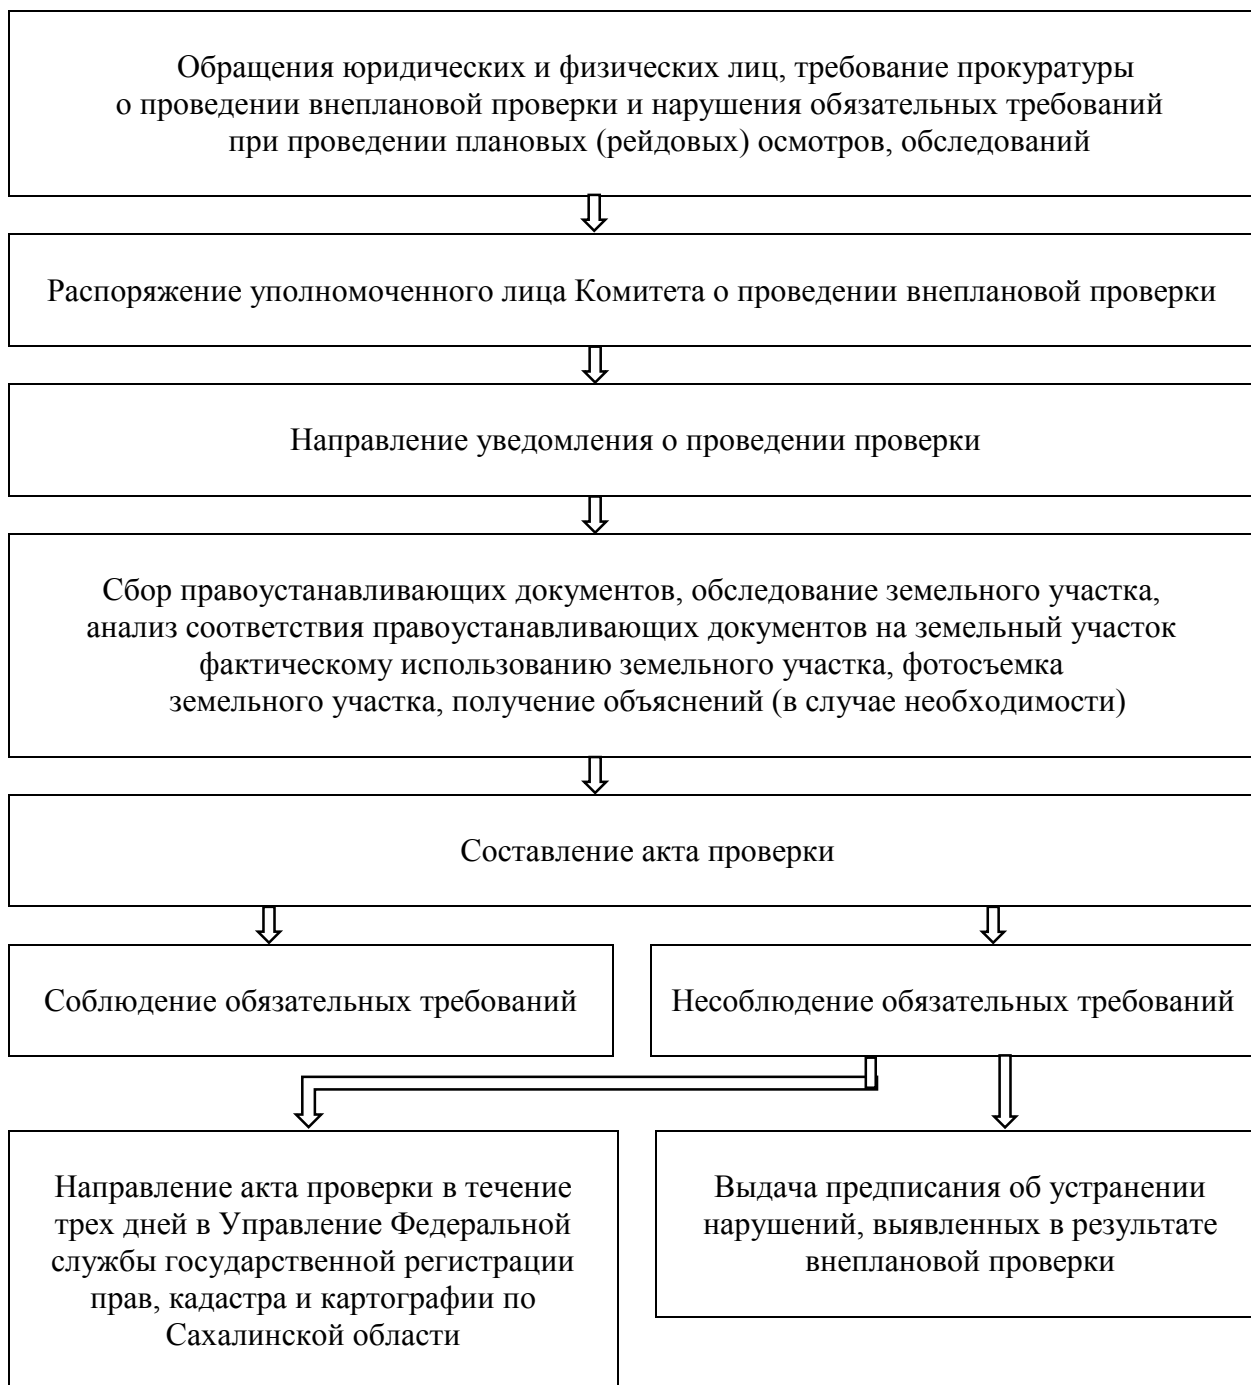 Обращения юридических и физических лиц, требование прокуратуры
о проведении внеплановой проверки и нарушения обязательных требований
при проведении плановых (рейдовых) осмотров, обследований
Распоряжение уполномоченного лица Комитета о проведении внеплановой проверки
Направление уведомления о проведении проверки
Сбор правоустанавливающих документов, обследование земельного участка,
анализ соответствия правоустанавливающих документов на земельный участок
фактическому использованию земельного участка, фотосъемка
земельного участка, получение объяснений (в случае необходимости)
Составление акта проверки
Соблюдение обязательных требований
Несоблюдение обязательных требований
Направление акта проверки в течение
трех дней в Управление Федеральной
службы государственной регистрации
прав, кадастра и картографии по
Сахалинской области
Выдача предписания об устранении
нарушений, выявленных в результате
внеплановой проверки